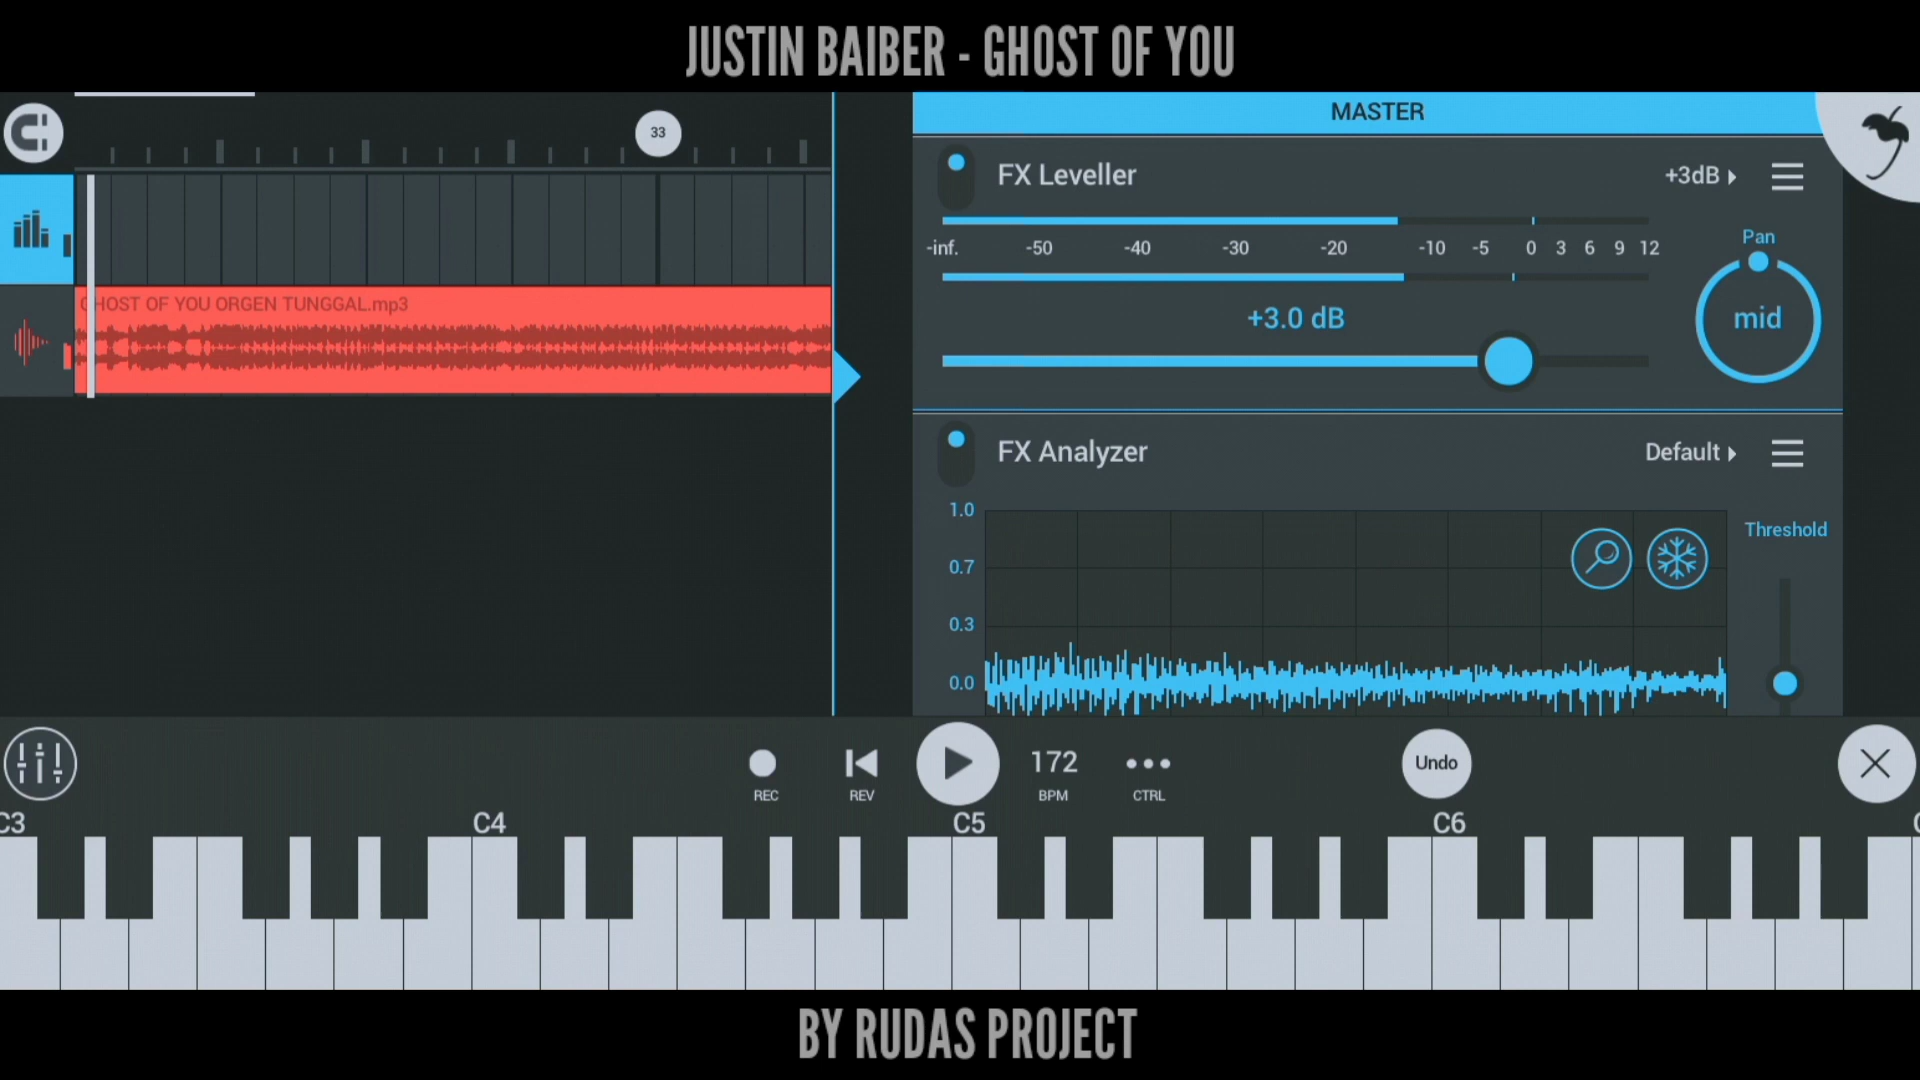 JUSTIN BAIBER - GHOST OF YOU
MASTER
33
FX Leveller
+3dB
-inf. -50 -40 -30 -20 -10 -5 0 3 6 9 12
Pan
mid
+3.0 dB
GHOST OF YOU ORGEN TUNGGAL.mp3
FX Analyzer
Default
Threshold
1.0
0.7
0.3
0.0
REC
REV
172
BPM
CTRL
Undo
C3 C4 C5 C6
BY RUDAS PROJECT